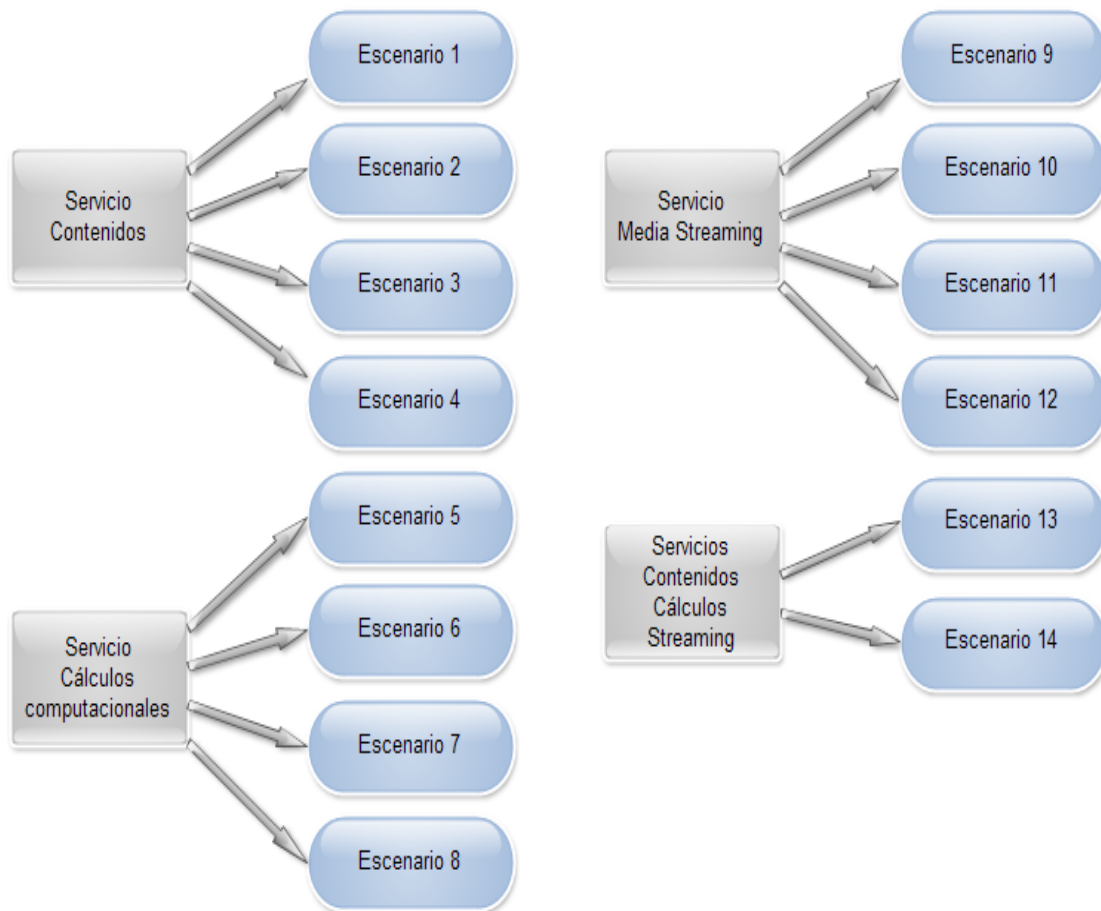 Servicio
Contenidos
Escenario 1
Escenario 2
Escenario 3
Escenario 4
Servicio
Cálculos
computacionales
Escenario 5
Escenario 6
Escenario 7
Escenario 8
Servicio
Media Streaming
Escenario 9
Escenario 10
Escenario 11
Escenario 12
Servicios
Contenidos
Cálculos
Streaming
Escenario 13
Escenario 14